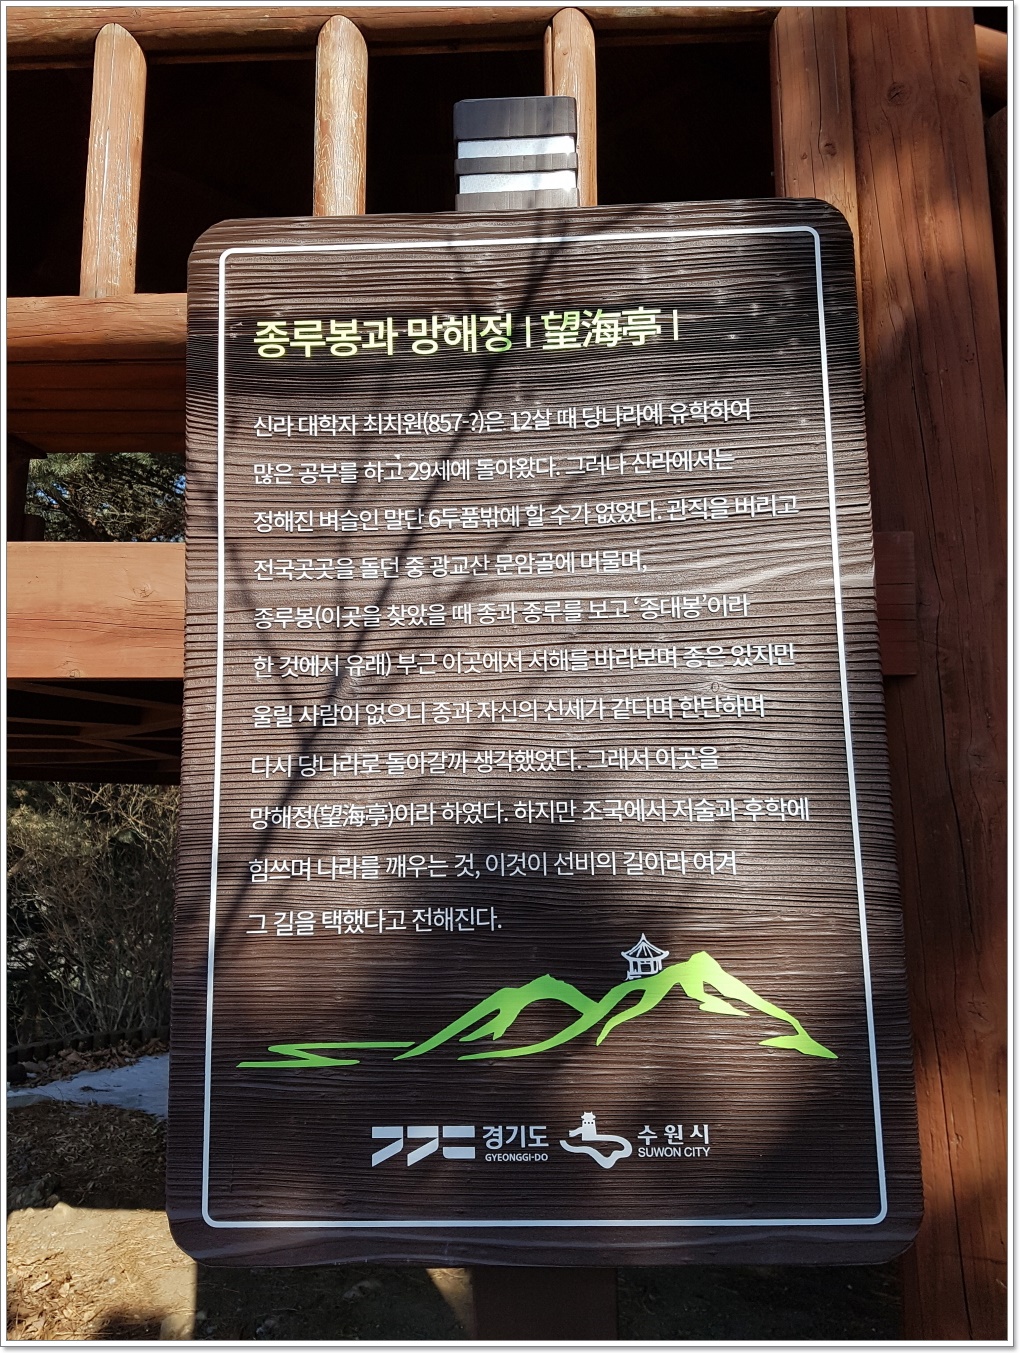 종루봉과 망해정 | 望海亭 |
신라 대학자 최치원(857-?)은 12살 때 당나라에 유학하여
많은 공부를 하고 29세에 돌아왔다. 그러나 신라에서는
정해진 벼슬인 말단 6두품밖에 할 수가 없었다. 관직을 버리고
전국곳곳을 돌던 중 광교산 문암골에 머물며,
종루봉(이곳을 찾았을 때 종과 종루를 보고 ‘종대봉’이라
한 것에서 유래) 부근 이곳에서 서해를 바라보며 종은 있지만
울릴 사람이 없으니 종과 자신의 신세가 같다며 한탄하며
다시 당나라로 돌아갈까 생각했었다. 그래서 이곳을
망해정(望海亭)이라 하였다. 하지만 조국에서 저술과 후학에
힘쓰며 나라를 깨우는 것, 이것이 선비의 길이라 여겨
그 길을 택했다고 전해진다.
경기도 수원시
GYEONGGI-DO SUWON CITY